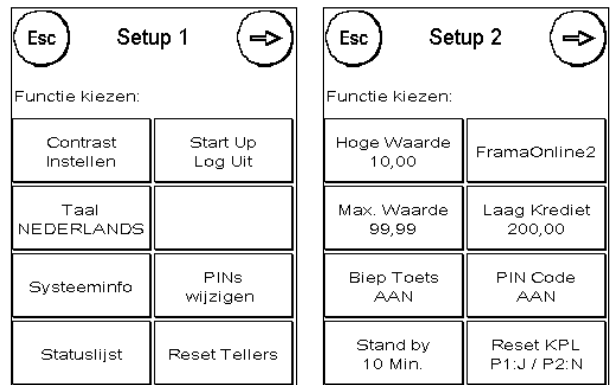 Esc
Setup 1
Functie kiezen:
Contrast
Instellen
Start Up
Log Uit
Taal
NEDERLANDS
Systeeminfo
PINs
wijzigen
Statuslijst
Reset Tellers
Esc
Setup 2
Functie kiezen:
Hoge Waarde
10,00
FramaOnline2
Max. Waarde
99,99
Laag Krediet
200,00
Biep Toets
AAN
PIN Code
AAN
Stand by
10 Min.
Reset KPL
P1:J / P2:N